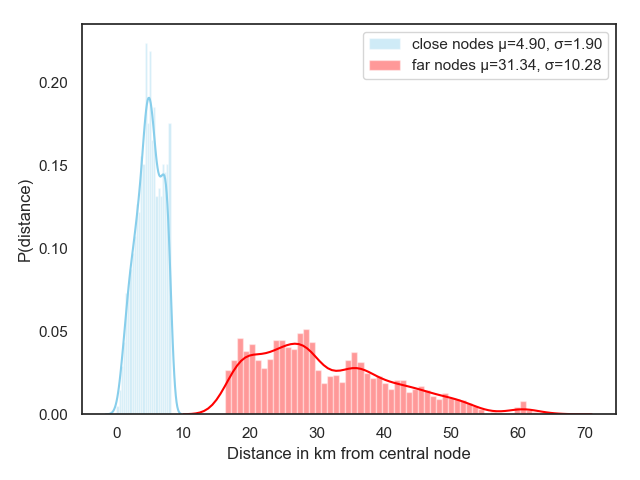 close nodes μ=4.90, σ=1.90
far nodes μ=31.34, σ=10.28
0.20
0.15
0.10
0.05
0.00
P(distance)
0 10 20 30 40 50 60 70
Distance in km from central node